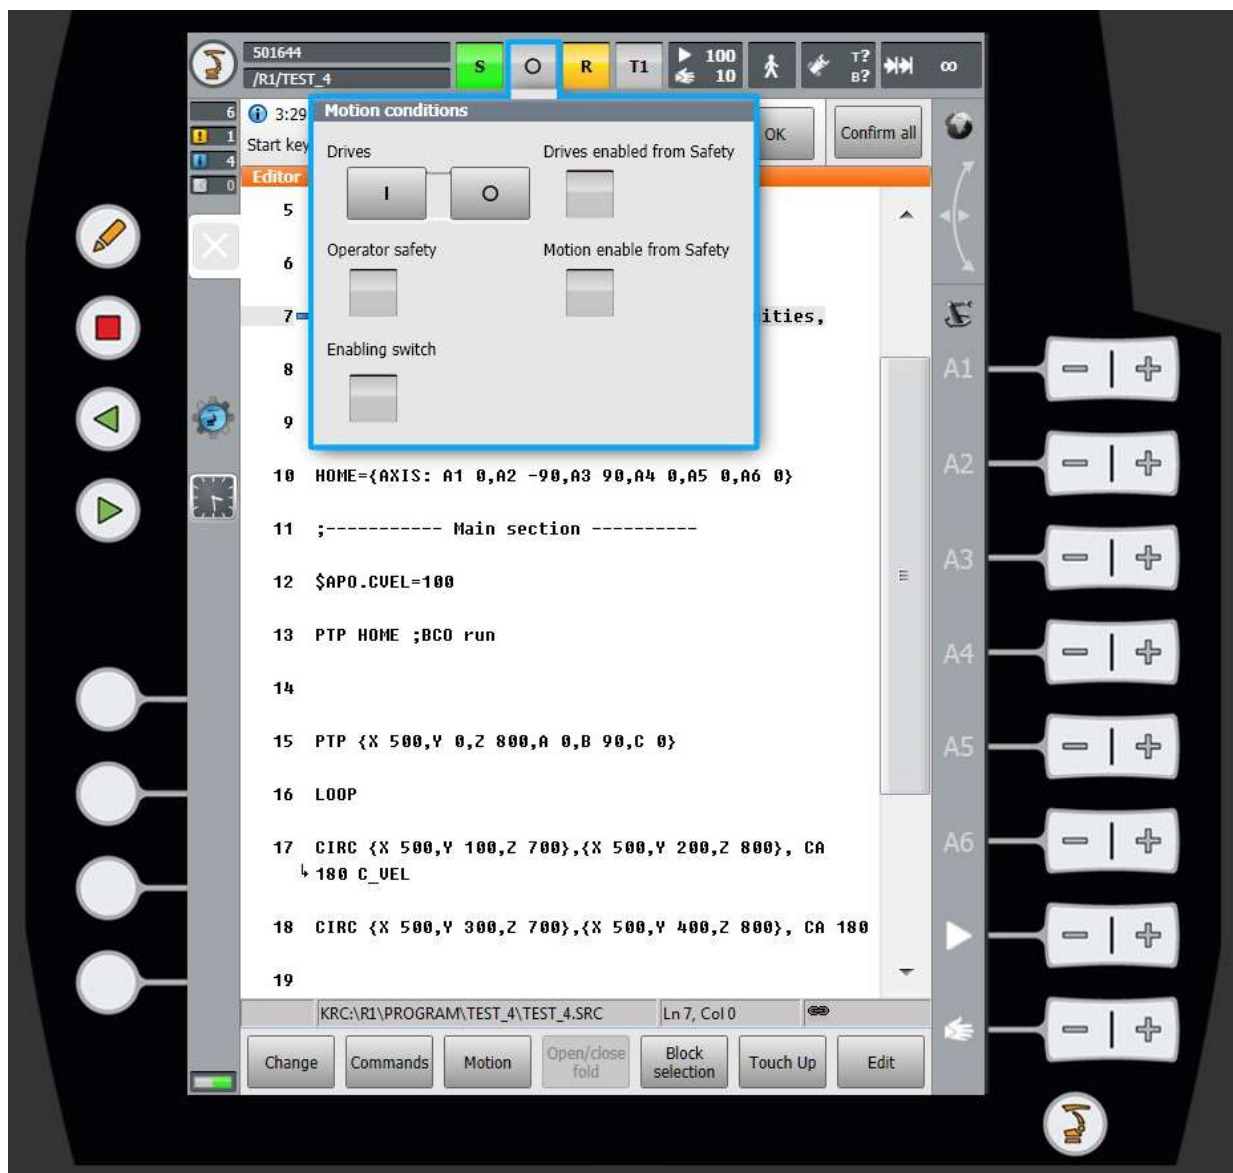 501644
/R1/TEST_4
S O R T1 100 T? ∞
10 B?
6
1
4
0
3:29
Start key
OK
Confirm all
Editor
Motion conditions
Drives
Drives enabled from Safety
I O
Operator safety
Motion enable from Safety
Enabling switch
5
6
7 ities,
8
9
10 HOME={AXIS: A1 0,A2 -90,A3 90,A4 0,A5 0,A6 0}
11 ;----------- Main section ----------
12 $APO.CVEL=100
13 PTP HOME ;BCO run
14
15 PTP {X 500,Y 0,Z 800,A 0,B 90,C 0}
16 LOOP
17 CIRC {X 500,Y 100,Z 700},{X 500,Y 200,Z 800}, CA
180 C_VEL
18 CIRC {X 500,Y 300,Z 700},{X 500,Y 400,Z 800}, CA 180
19
KRC:\R1\PROGRAM\TEST_4\TEST_4.SRC
Ln 7, Col 0
Change
Commands
Motion
Open/close
fold
Block
selection
Touch Up
Edit
A1 - | +
A2 - | +
A3 - | +
A4 - | +
A5 - | +
A6 - | +
- | +
- | +